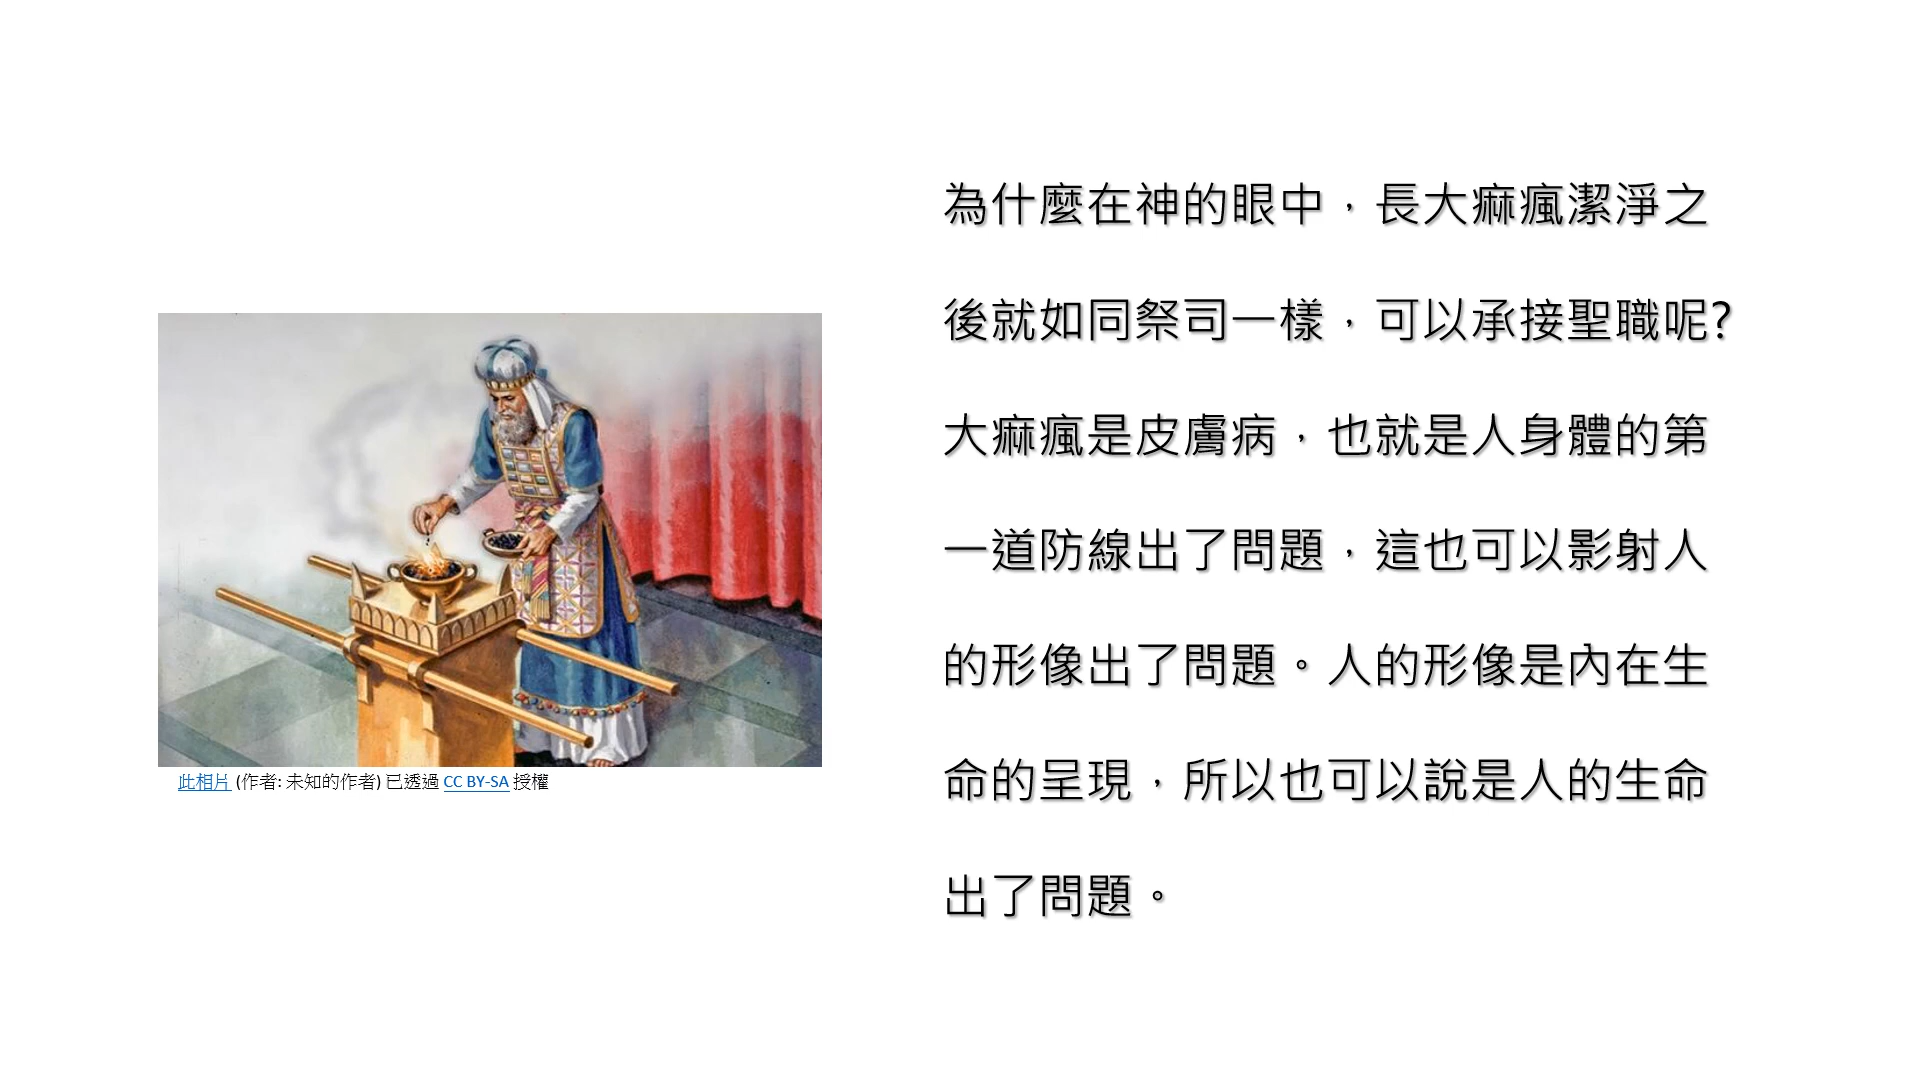 為什麼在神的眼中，長大痲瘋潔淨之
後就如同祭司一樣，可以承接聖職呢?
大痲瘋是皮膚病，也就是人身體的第
一道防線出了問題，這也可以影射人
的形像出了問題。人的形像是內在生
命的呈現，所以也可以說是人的生命
出了問題。
此相片 (作者: 未知的作者) 已透過 CC BY-SA 授權